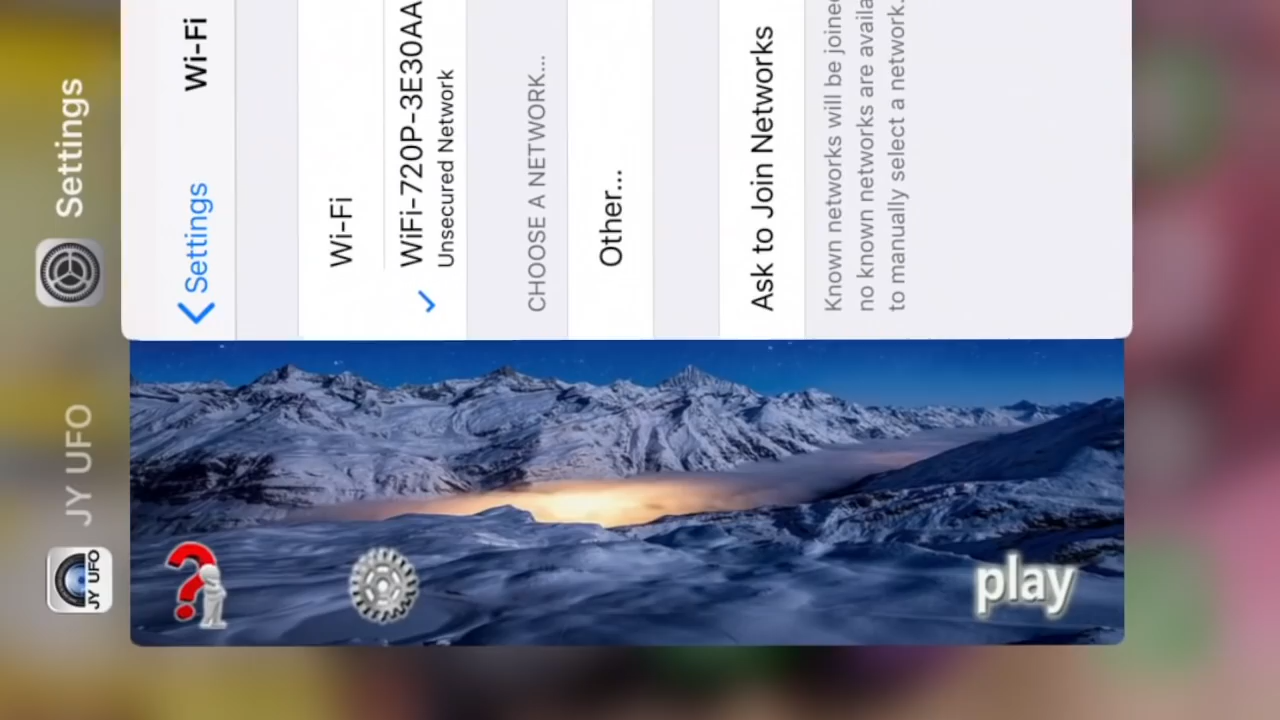 Settings
Settings
Wi-Fi
Wi-Fi
WiFi-720P-3E30AA
Unsecured Network
CHOOSE A NETWORK...
Other...
Ask to Join Networks
Known networks will be joined
no known networks are availa
to manually select a network.
JY UFO
JY UFO
play